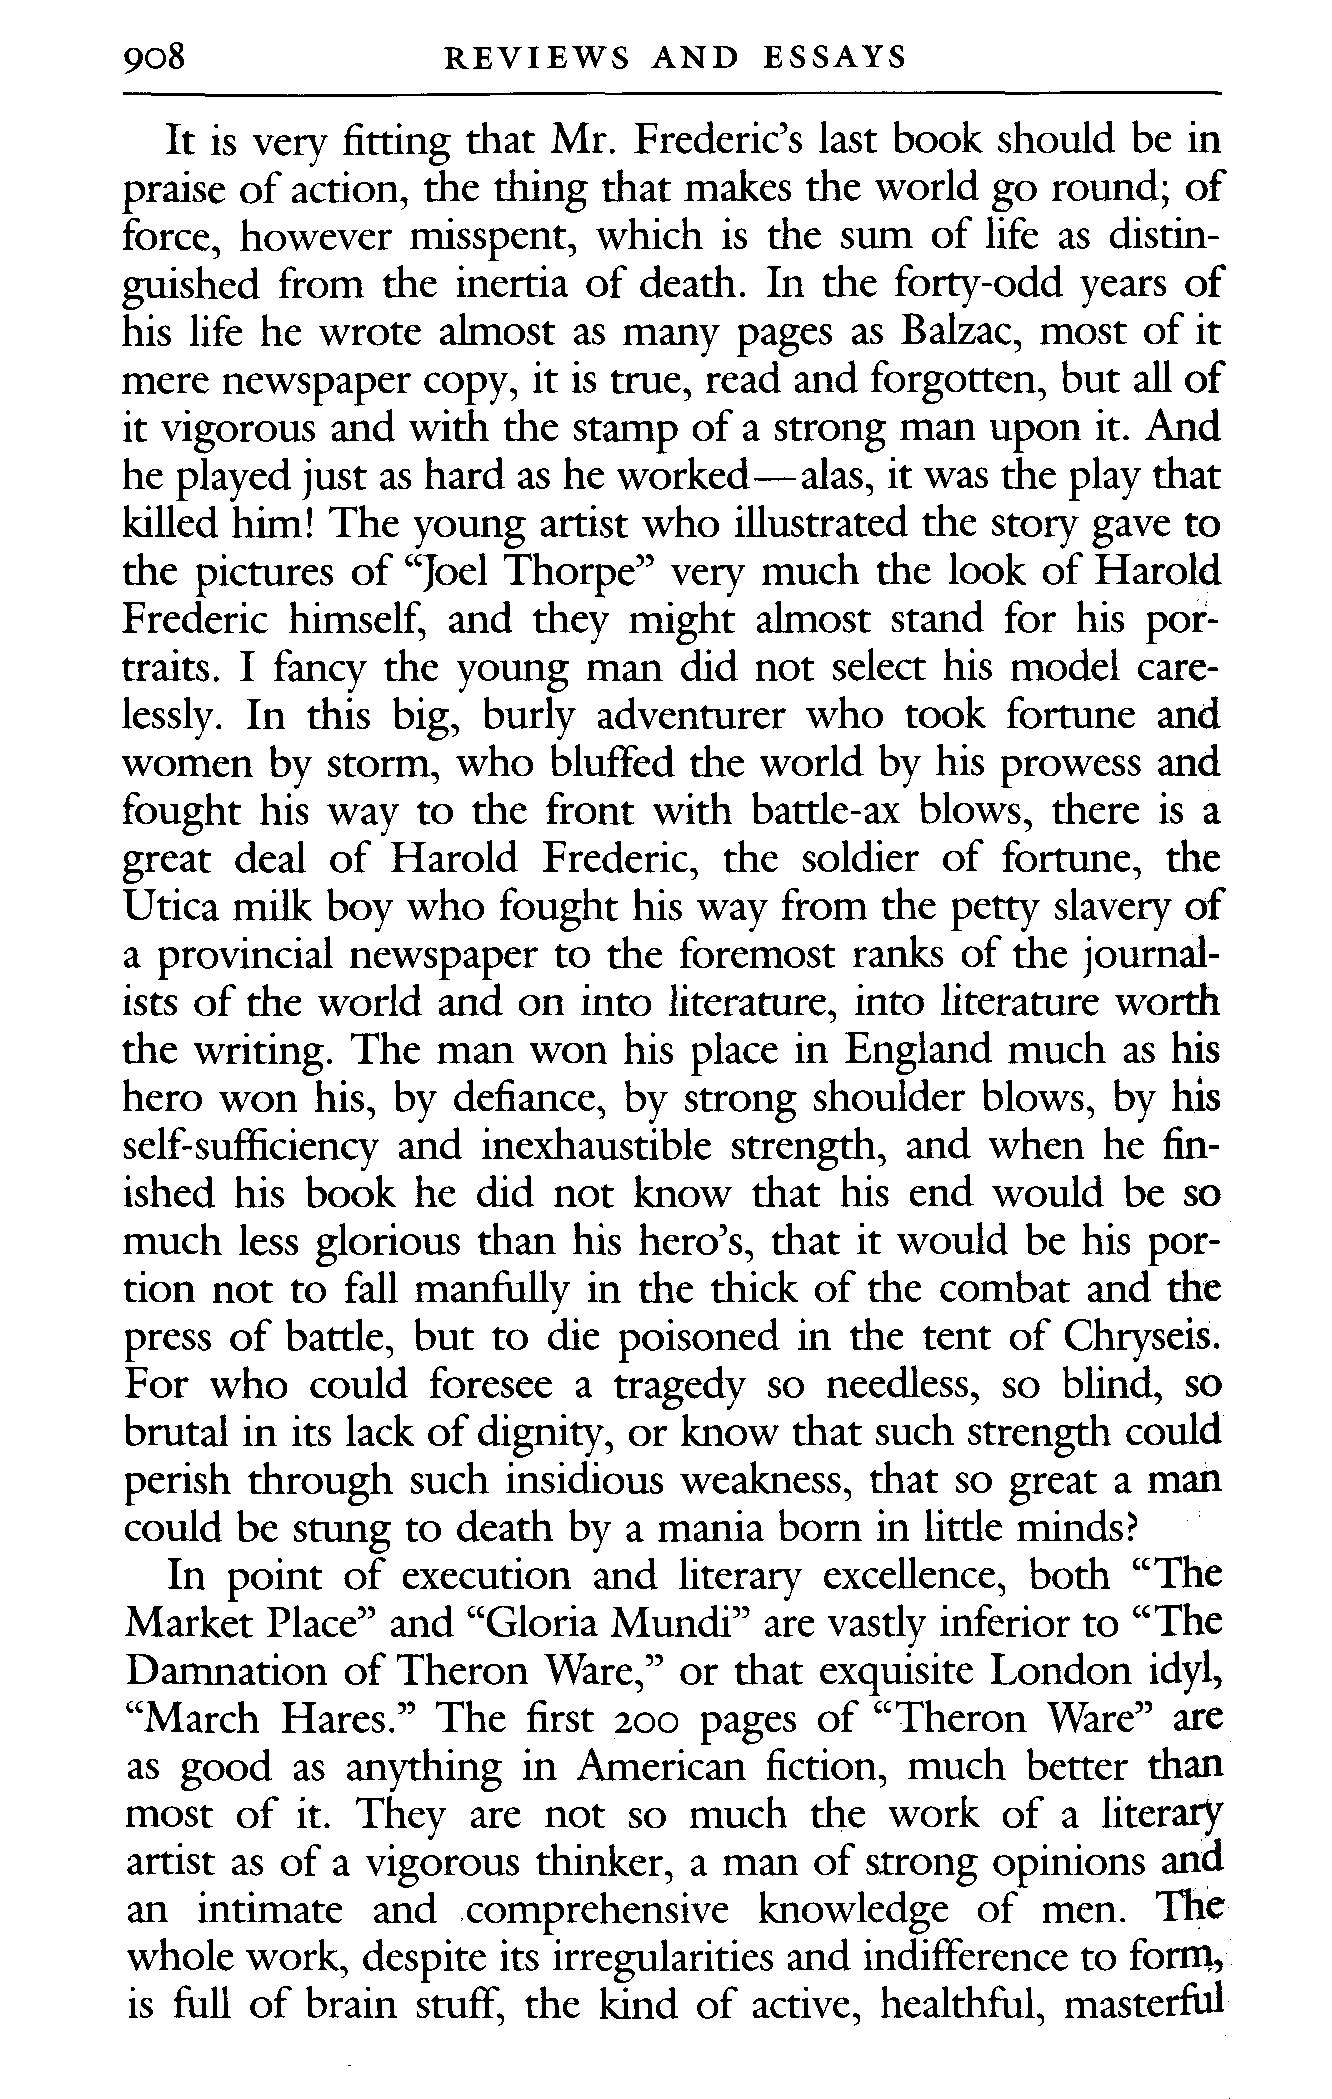 908 REVIEWS AND ESSAYS
It is very fitting that Mr. Frederic's last book should be in
praise of action, the thing that makes the world go round; of
force, however misspent, which is the sum of life as distin-
guished from the inertia of death. In the forty-odd years of
his life he wrote almost as many pages as Balzac, most of it
mere newspaper copy, it is true, read and forgotten, but all of
it vigorous and with the stamp of a strong man upon it. And
he played just as hard as he worked—alas, it was the play that
killed him! The young artist who illustrated the story gave to
the pictures of “Joel Thorpe” very much the look of Harold
Frederic himself, and they might almost stand for his por-
traits. I fancy the young man did not select his model care-
lessly. In this big, burly adventurer who took fortune and
women by storm, who bluffed the world by his prowess and
fought his way to the front with battle-ax blows, there is a
great deal of Harold Frederic, the soldier of fortune, the
Utica milk boy who fought his way from the petty slavery of
a provincial newspaper to the foremost ranks of the journal-
ists of the world and on into literature, into literature worth
the writing. The man won his place in England much as his
hero won his, by defiance, by strong shoulder blows, by his
self-sufficiency and inexhaustible strength, and when he fin-
ished his book he did not know that his end would be so
much less glorious than his hero's, that it would be his por-
tion not to fall manfully in the thick of the combat and the
press of battle, but to die poisoned in the tent of Chryseis.
For who could foresee a tragedy so needless, so blind, so
brutal in its lack of dignity, or know that such strength could
perish through such insidious weakness, that so great a man
could be stung to death by a mania born in little minds?
In point of execution and literary excellence, both “The
Market Place” and “Gloria Mundi” are vastly inferior to “The
Damnation of Theron Ware,” or that exquisite London idyl,
“March Hares.” The first 200 pages of “Theron Ware” are
as good as anything in American fiction, much better than
most of it. They are not so much the work of a literary
artist as of a vigorous thinker, a man of strong opinions and
an intimate and comprehensive knowledge of men. The
whole work, despite its irregularities and indifference to form,
is full of brain stuff, the kind of active, healthful, masterful